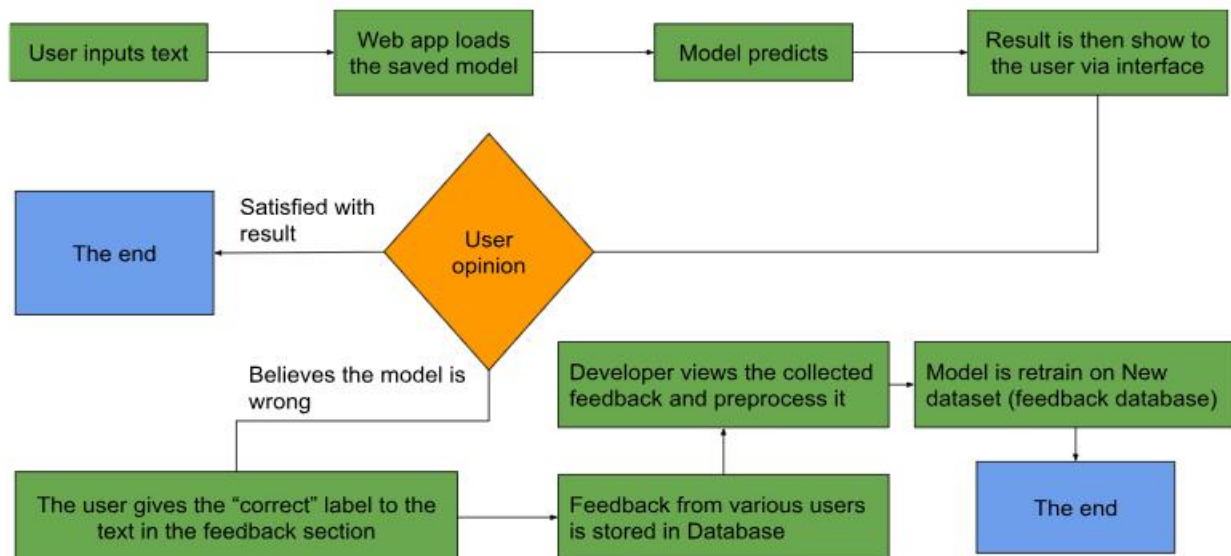 User inputs text
Web app loads
the saved model
Model predicts
Result is then show to
the user via interface
The end
Satisfied with
result
User
opinion
Believes the model is
wrong
Developer views the collected
feedback and preprocess it
Model is retrain on New
dataset (feedback database)
The user gives the “correct” label to the
text in the feedback section
Feedback from various users
is stored in Database
The end